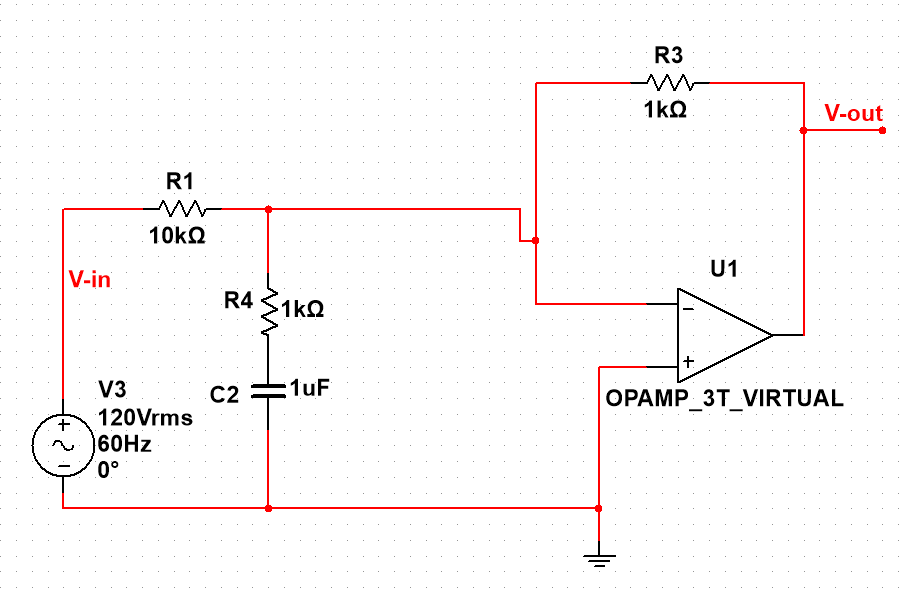 R3
1kΩ
V-out
R1
10kΩ
V-in
U1
R4
1kΩ
C2
1uF
V3
120Vrms
60Hz
0°
OPAMP_3T_VIRTUAL